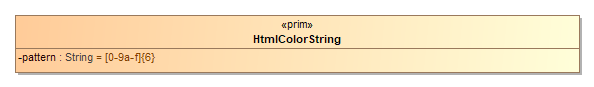 «prim»
HtmlColorString
-pattern : String = [0-9a-f]{6}